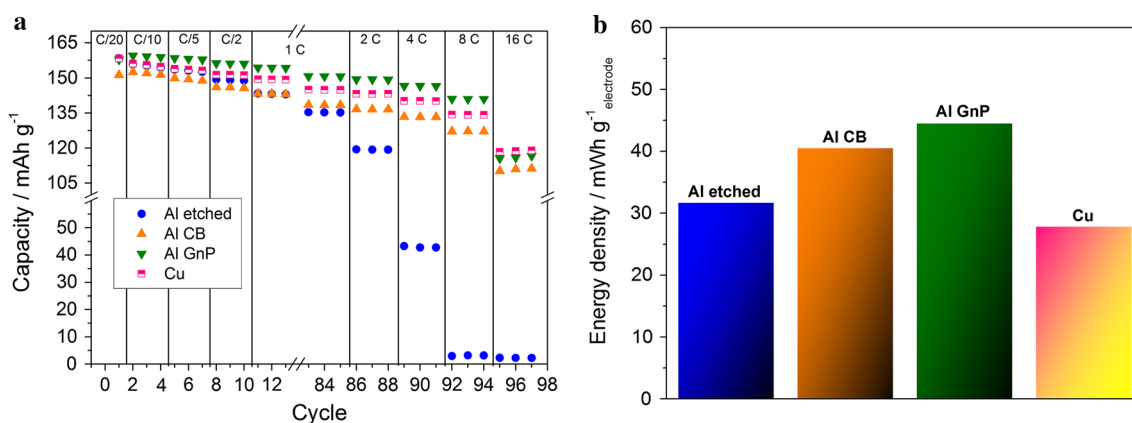 a
C/20 C/10 C/5 C/2 1 C 2 C 4 C 8 C 16 C
165
150
135
120
105
50
40
30
20
10
0
Capacity / mAh g⁻¹
Al etched
Al CB
Al GnP
Cu
0 2 4 6 8 10 12 84 86 88 90 92 94 96 98
Cycle
b
60
50
40
30
20
10
0
Energy density / mWh g⁻¹ electrode
Al etched
Al CB
Al GnP
Cu